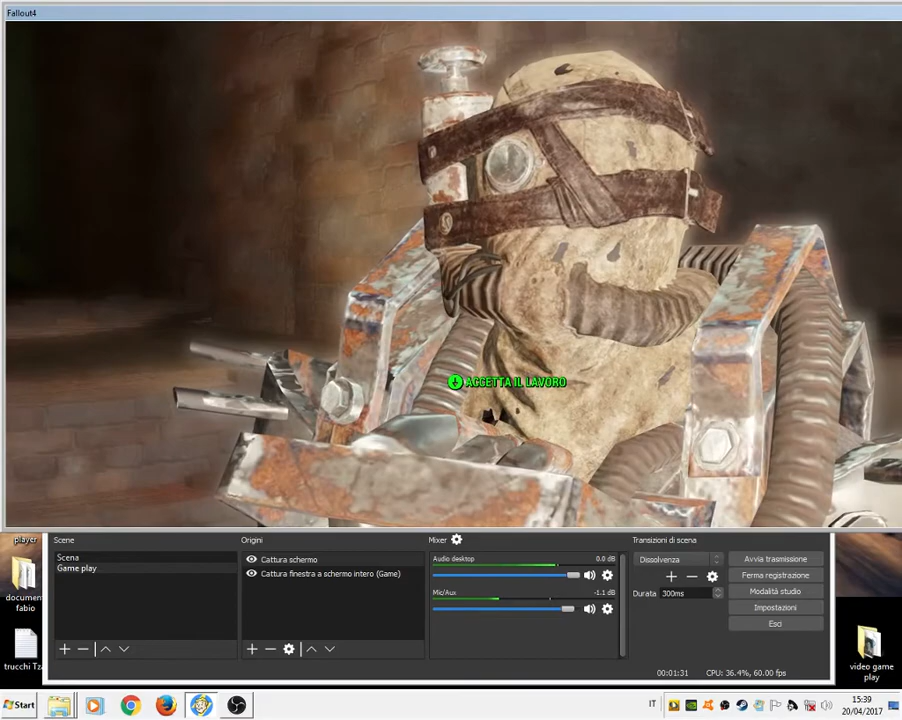 Fallout4
ACCETTA IL LAVORO
player
documen
fabio
trucchi Tz
Scene
Scena
Game play
Origini
Cattura schermo
Cattura finestra a schermo intero (Game)
Mixer
Audio desktop
0.0 dB
Mic/Aux
-1.1 dB
Transizioni di scena
Dissolvenza
Durata
300ms
Avvia trasmissione
Ferma registrazione
Modalità studio
Impostazioni
Esci
00:01:31
CPU: 36.4%, 60.00 fps
video game
play
Start
IT
15:39
20/04/2017